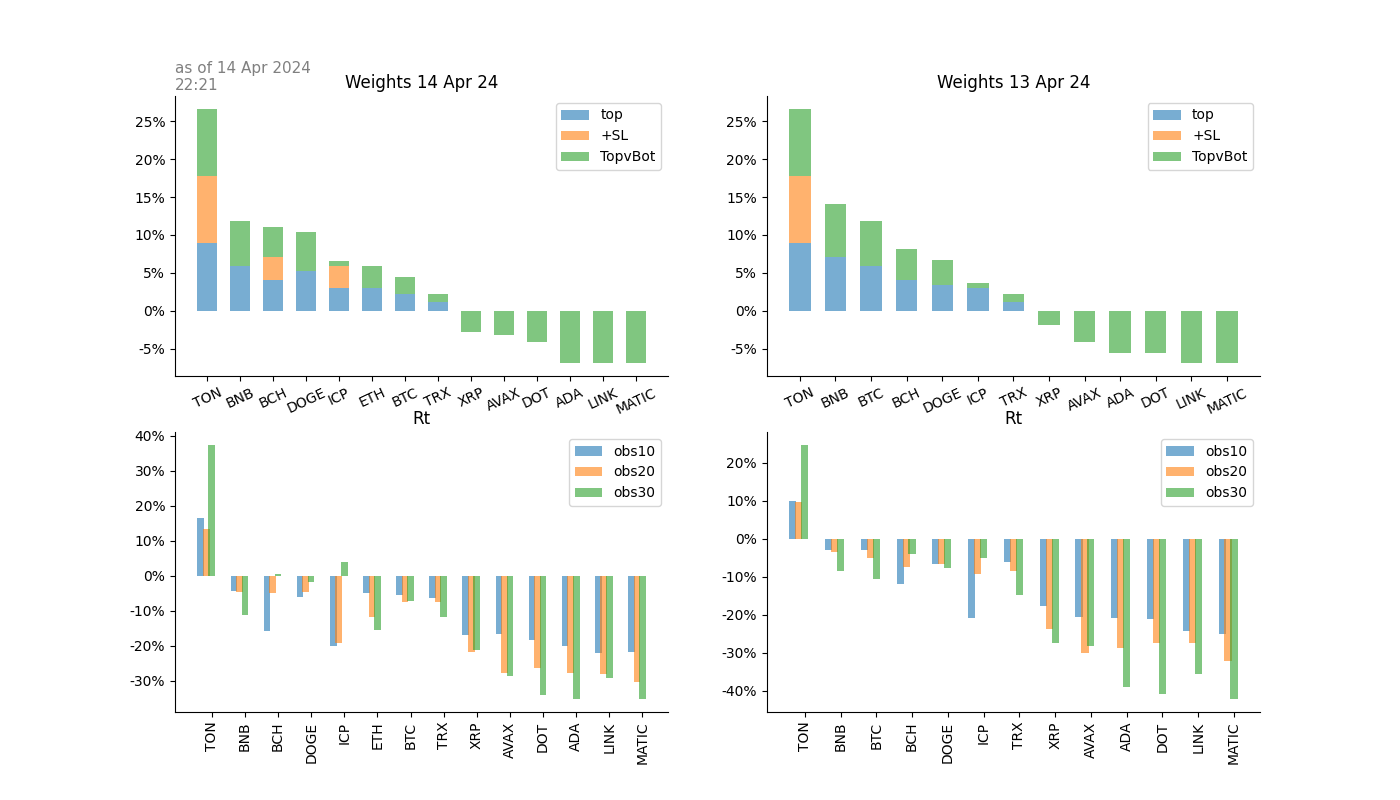 as of 14 Apr 2024
22:21
Weights 14 Apr 24
top
+SL
TopvBot
25%
20%
15%
10%
5%
0%
-5%
TON BNB BCH DOGE ICP ETH BTC TRX XRP AVAX DOT ADA LINK MATIC
Weights 13 Apr 24
top
+SL
TopvBot
25%
20%
15%
10%
5%
0%
-5%
TON BNB BTC BCH DOGE ICP TRX XRP AVAX ADA DOT LINK MATIC
Rt
obs10
obs20
obs30
40%
30%
20%
10%
0%
-10%
-20%
-30%
TON BNB BCH DOGE ICP ETH BTC TRX XRP AVAX DOT ADA LINK MATIC
Rt
obs10
obs20
obs30
20%
10%
0%
-10%
-20%
-30%
-40%
TON BNB BTC BCH DOGE ICP TRX XRP AVAX ADA DOT LINK MATIC